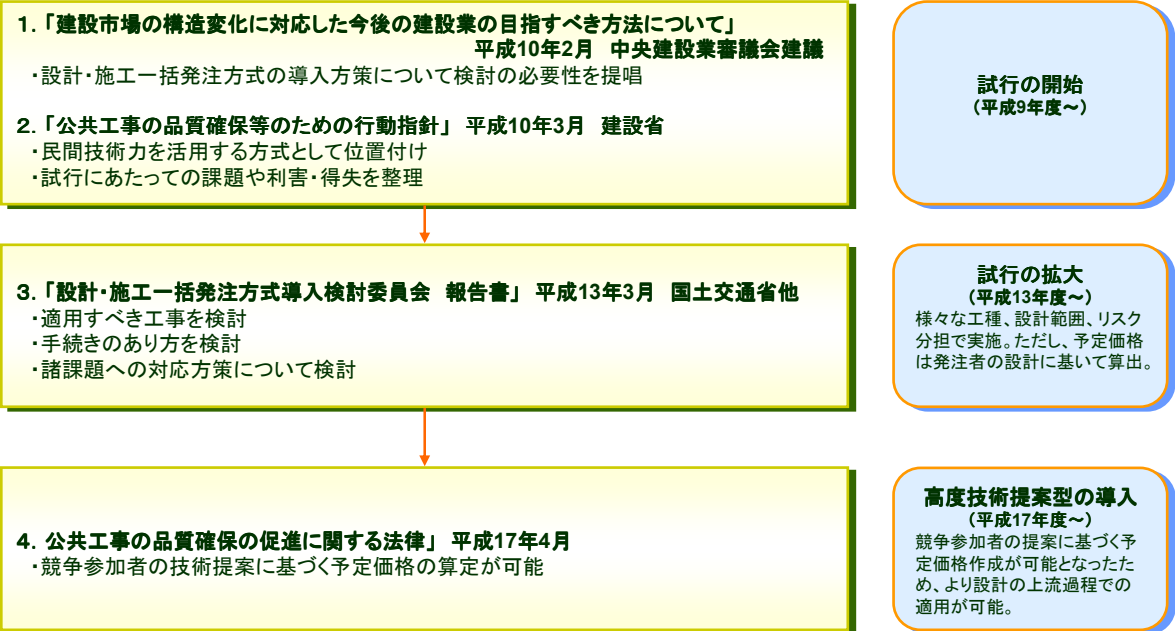 1. 「建設市場の構造変化に対応した今後の建設業の目指すべき方法について」
平成10年2月 中央建設業審議会建議
・設計・施工一括発注方式の導入方策について検討の必要性を提唱
2. 「公共工事の品質確保等のための行動指針」 平成10年3月 建設省
・民間技術力を活用する方式として位置付け
・試行にあたっての課題や利害・得失を整理
試行の開始
(平成9年度～)
3. 「設計・施工一括発注方式導入検討委員会 報告書」 平成13年3月 国土交通省他
・適用すべき工事を検討
・手続きのあり方を検討
・諸課題への対応方策について検討
試行の拡大
(平成13年度～)
様々な工種、設計範囲、リスク
分担で実施。ただし、予定価格
は発注者の設計に基いて算出。
4. 公共工事の品質確保の促進に関する法律」 平成17年4月
・競争参加者の技術提案に基づく予定価格の算定が可能
高度技術提案型の導入
(平成17年度～)
競争参加者の提案に基づく予
定価格作成が可能となったた
め、より設計の上流過程での
適用が可能。